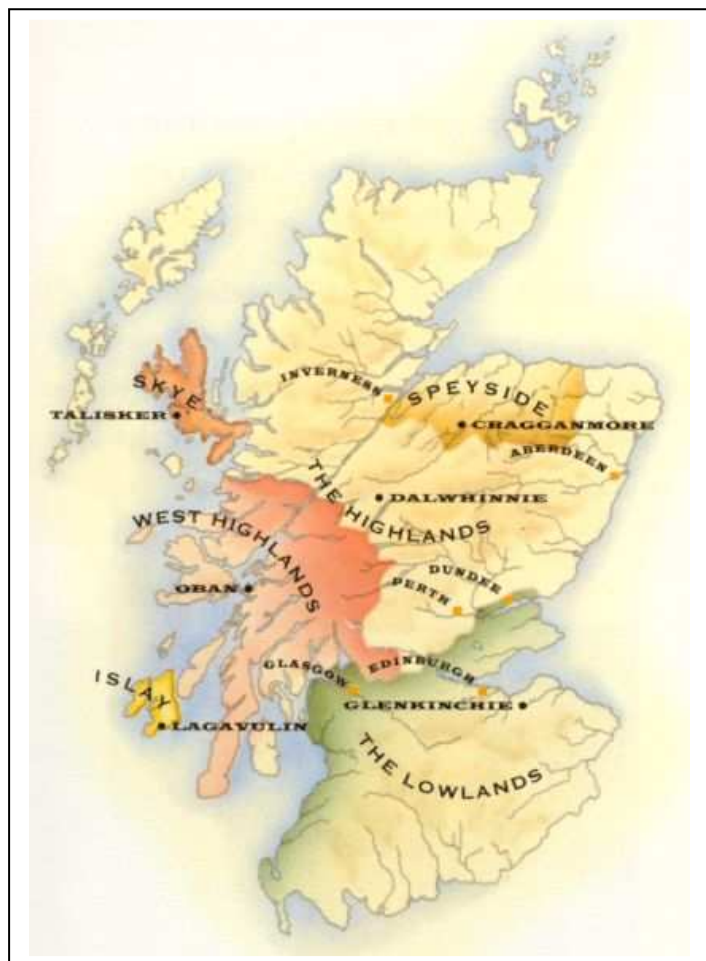 SKYE
TALISKER
INVERNESS
SPEYSIDE
CRAGGANMORE
ABERDEEN
THE HIGHLANDS
DALWHINNIE
WEST HIGHLANDS
OBAN
DUNDEE
PERTH
ISLAY
GLASGOW
EDINBURGH
GLENKINCHIE
LAGAVULIN
THE LOWLANDS